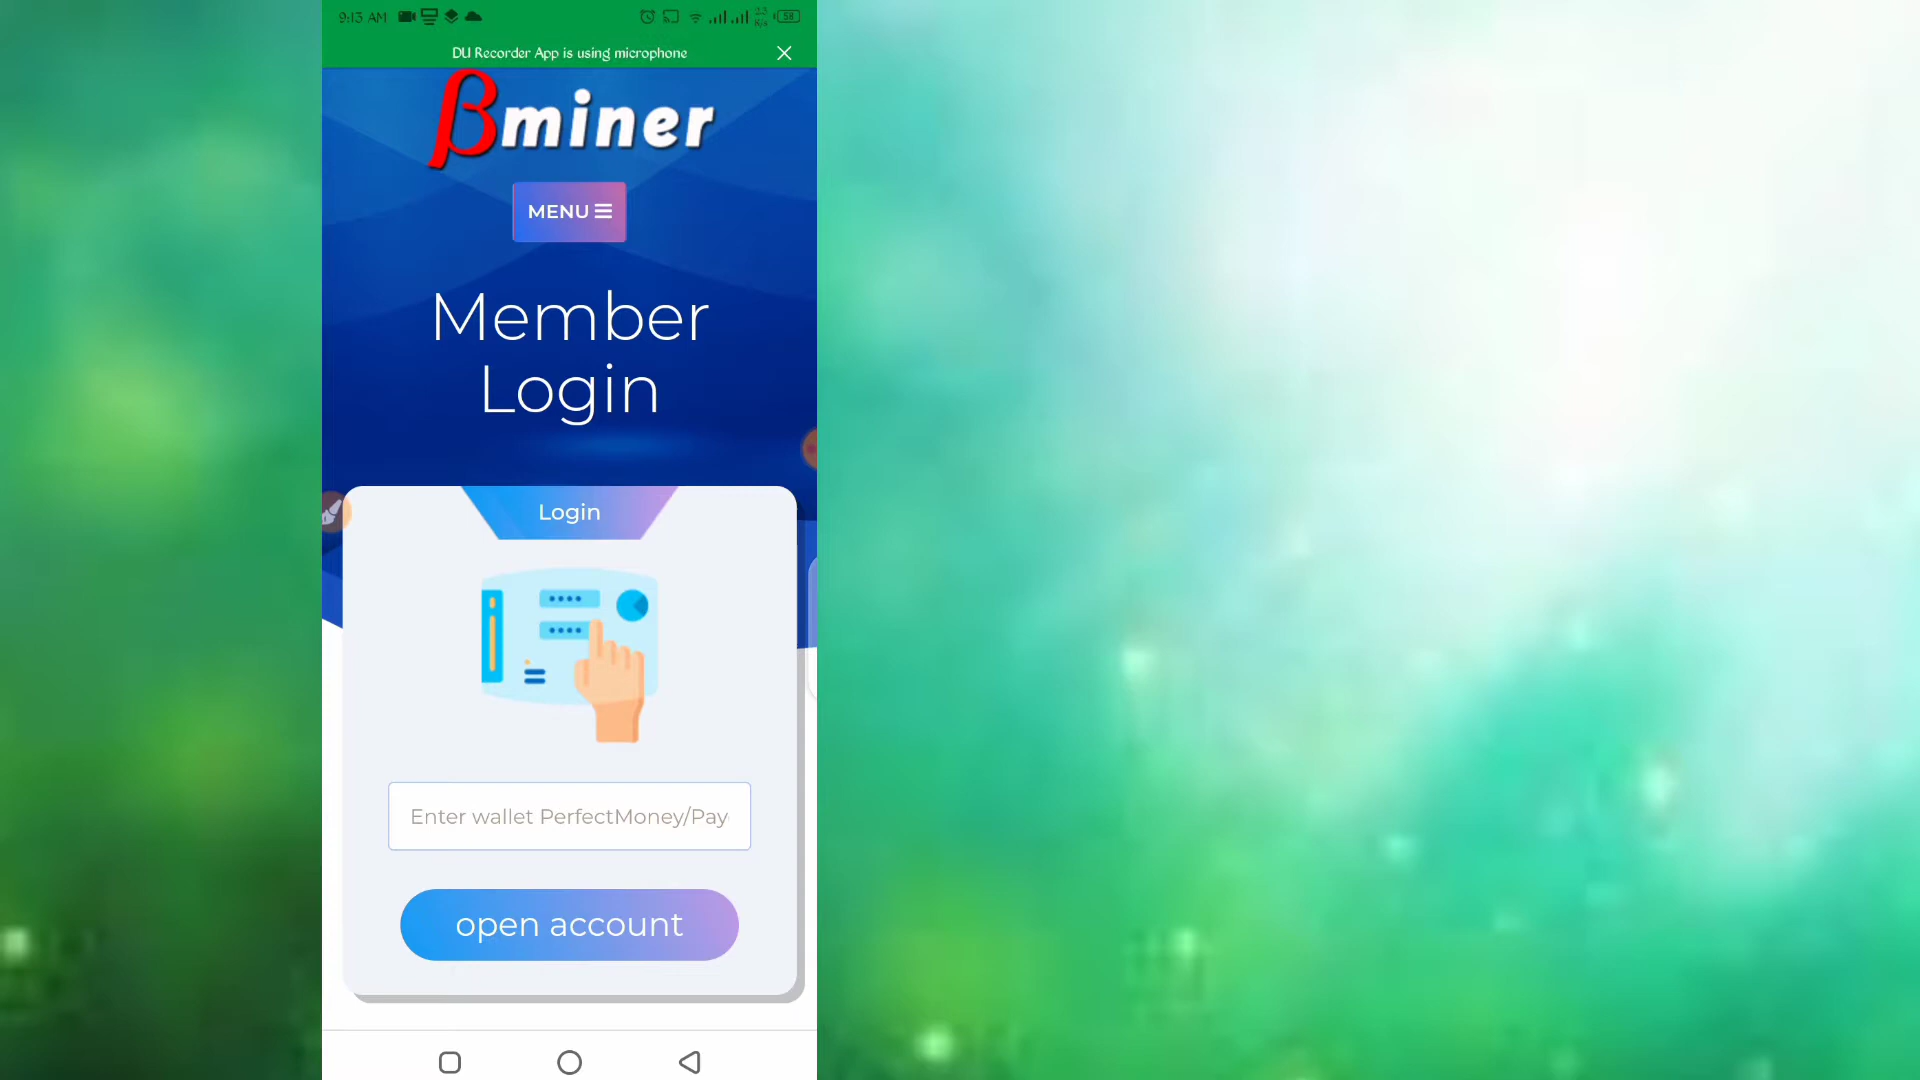 9:13 AM
58
DU Recorder App is using microphone
βminer
MENU
Member
Login
Login
Enter wallet PerfectMoney/Pay
open account